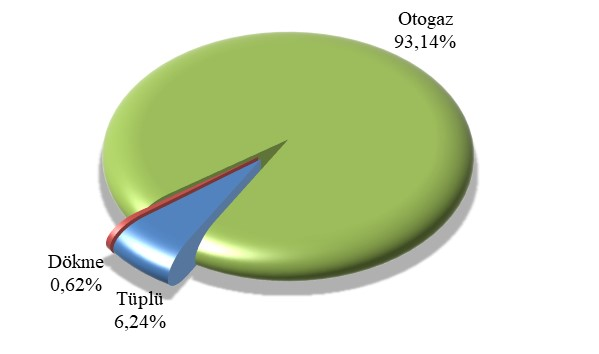 Otogaz
93,14%
Dökme
0,62%
Tüplü
6,24%